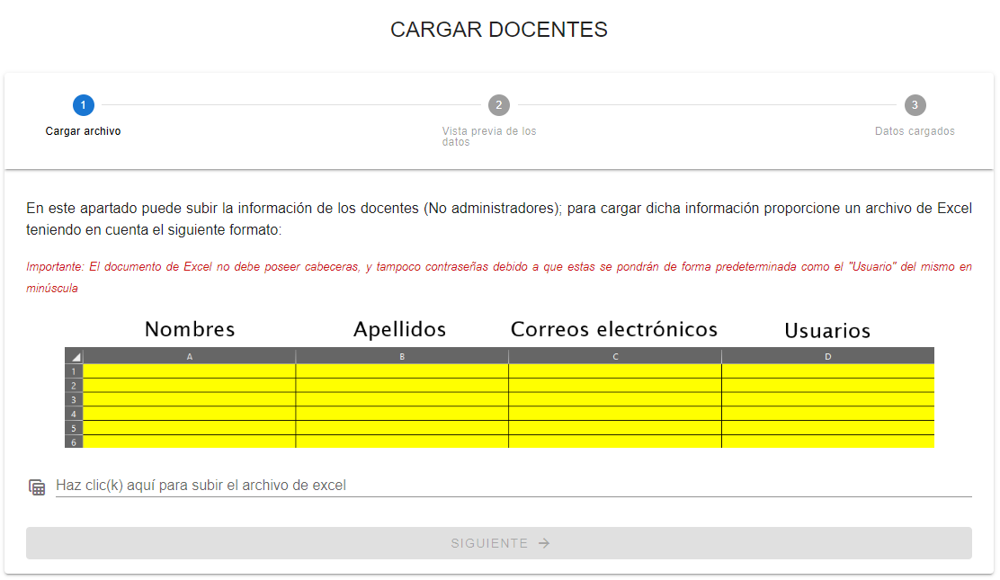 CARGAR DOCENTES
1
2
3
Cargar archivo
Vista previa de los
datos
Datos cargados
En este apartado puede subir la información de los docentes (No administradores); para cargar dicha información proporcione un archivo de Excel
teniendo en cuenta el siguiente formato:
Importante: El documento de Excel no debe poseer cabeceras, y tampoco contraseñas debido a que estas se pondrán de forma predeterminada como el "Usuario" del mismo en
minúscula
Nombres Apellidos Correos electrónicos Usuarios
A B C D
1
2
3
4
5
6
Haz clic(k) aquí para subir el archivo de excel
SIGUIENTE →